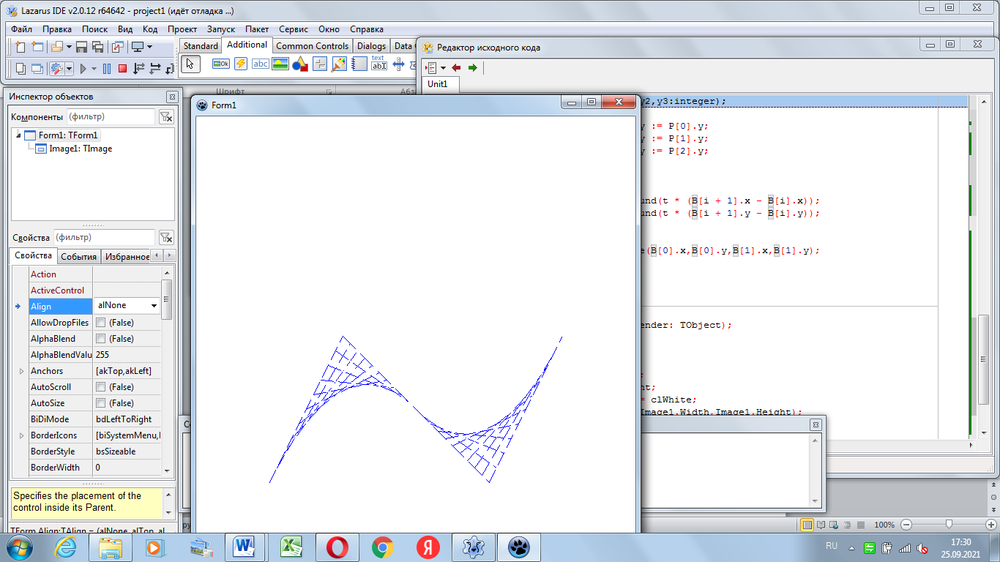 Lazarus IDE v2.0.12 r64642 - project1 (идёт отладка ...)
Файл Правка Поиск Вид Код Проект Запуск Пакет Сервис Окно Справка
Standard Additional Common Controls Dialogs Data
Ok abc text abI
Редактор исходного кода
Unit1
Шрифт Абз
Инспектор объектов
Компоненты (фильтр)
Form1: TForm1
Image1: TImage
Свойства (фильтр)
Свойства События Избранное
Action
ActiveControl
Align alNone
AllowDropFiles (False)
AlphaBlend (False)
AlphaBlendValu 255
Anchors [akTop,akLeft]
AutoScroll (False)
AutoSize (False)
BiDiMode bdLeftToRight
BorderIcons [biSystemMenu,
BorderStyle bsSizeable
BorderWidth 0
Specifies the placement of the
control inside its Parent.
TForm.Align:TAlign = (alNone, alTop, al
Form1
y2,y3:integer);
y := P[0].y;
y := P[1].y;
y := P[2].y;
und(t * (B[i + 1].x - B[i].x));
und(t * (B[i + 1].y - B[i].y));
e(B[0].x,B[0].y,B[1].x,B[1].y);
ender: TObject);
;
ht;
= clWhite;
Image1.Width,Image1.Height);
100%
RU
17:30
25.09.2021